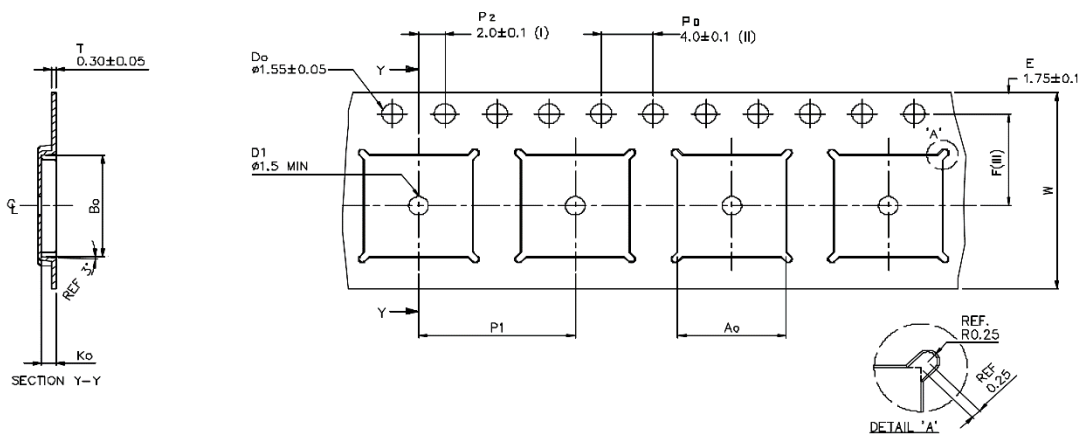 T
0.30±0.05
Bo
REF 3°
Ko
SECTION Y-Y
P2
2.0±0.1 (I)
Po
4.0±0.1 (II)
Do
ø1.55±0.05
Y
E
1.75±0.1
D1
ø1.5 MIN
'A'
F(III)
W
Y
P1
Ao
REF.
R0.25
REF
0.25
DETAIL 'A'